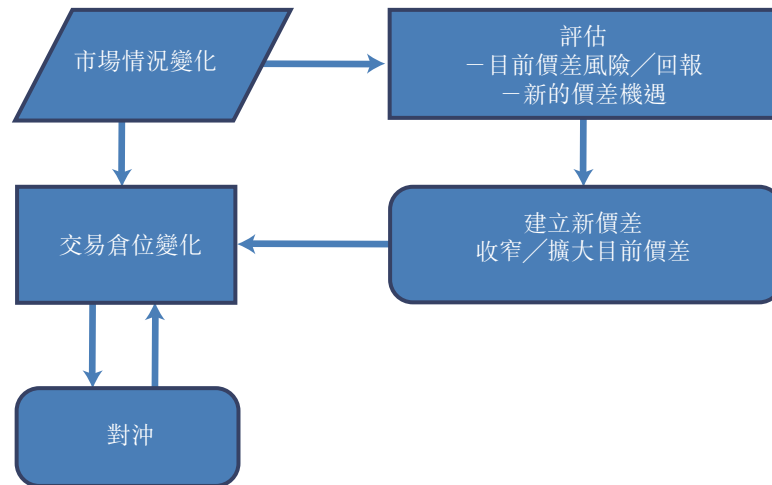 市場情況變化
評估
－目前價差風險／回報
－新的價差機遇
交易倉位變化
建立新價差
收窄／擴大目前價差
對沖